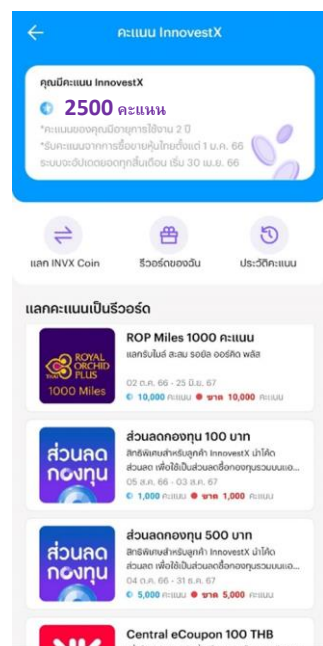 คะแนน InnovestX
คุณมีคะแนน InnovestX
2500 คะแนน
*คะแนนของคุณมีอายุการใช้งาน 2 ปี
*รับคะแนนจากการซื้อขายหุ้นไทยตั้งแต่ 1 ม.ค. 66
ระบบจะอัปเดตยอดทุกสิ้นเดือน เริ่ม 30 เม.ย. 66
แลก INVX Coin
รีวอร์ดของฉัน
ประวัติคะแนน
แลกคะแนนเป็นรีวอร์ด
ROYAL
ORCHID
PLUS
1000 Miles
ROP Miles 1000 คะแนน
แลกรับไมล์ สะสม รอยัล ออร์คิด พลัส
02 ต.ค. 66 - 25 มิ.ย. 67
10,000 คะแนน ขาด 10,000 คะแนน
ส่วนลด
กองทุน
ส่วนลดกองทุน 100 บาท
สิทธิพิเศษสำหรับลูกค้า InnovestX นำโค้ด
ส่วนลด เพื่อใช้เป็นส่วนลดซื้อกองทุนรวมบนแอ...
05 ส.ค. 66 - 03 ส.ค. 67
1,000 คะแนน ขาด 1,000 คะแนน
ส่วนลด
กองทุน
ส่วนลดกองทุน 500 บาท
สิทธิพิเศษสำหรับลูกค้า InnovestX นำโค้ด
ส่วนลด เพื่อใช้เป็นส่วนลดซื้อกองทุนรวมบนแอ...
04 ต.ค. 66 - 31 ธ.ค. 67
5,000 คะแนน ขาด 5,000 คะแนน
Central eCoupon 100 THB